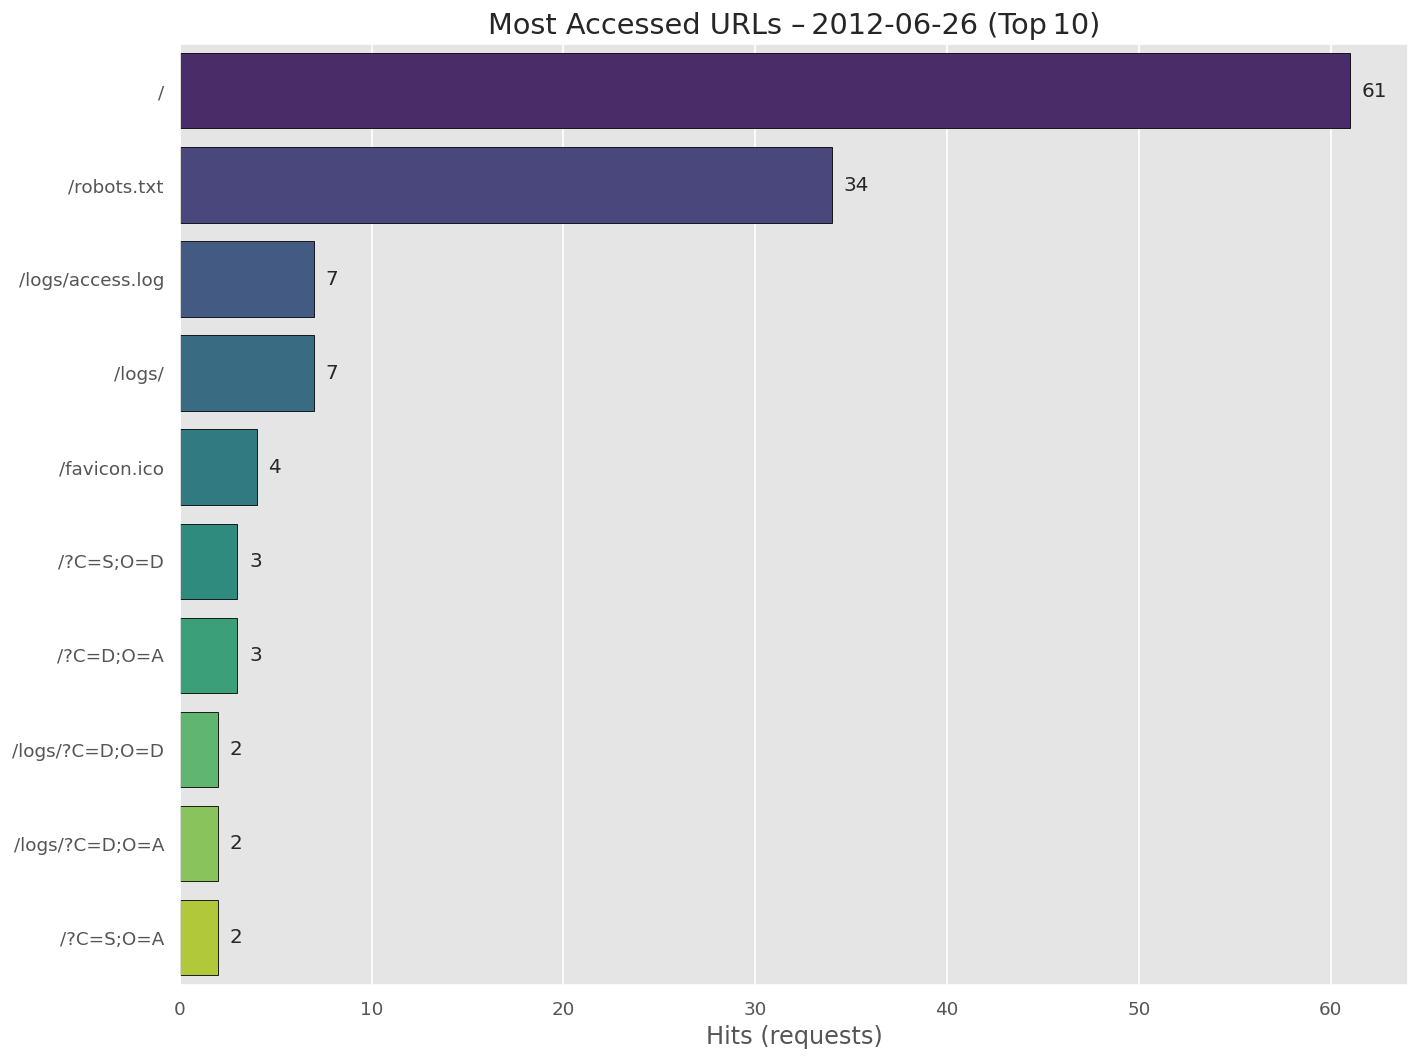 Most Accessed URLs – 2012-06-26 (Top 10)
/ 61
/robots.txt 34
/logs/access.log 7
/logs/ 7
/favicon.ico 4
/?C=S;O=D 3
/?C=D;O=A 3
/logs/?C=D;O=D 2
/logs/?C=D;O=A 2
/?C=S;O=A 2
0 10 20 30 40 50 60
Hits (requests)